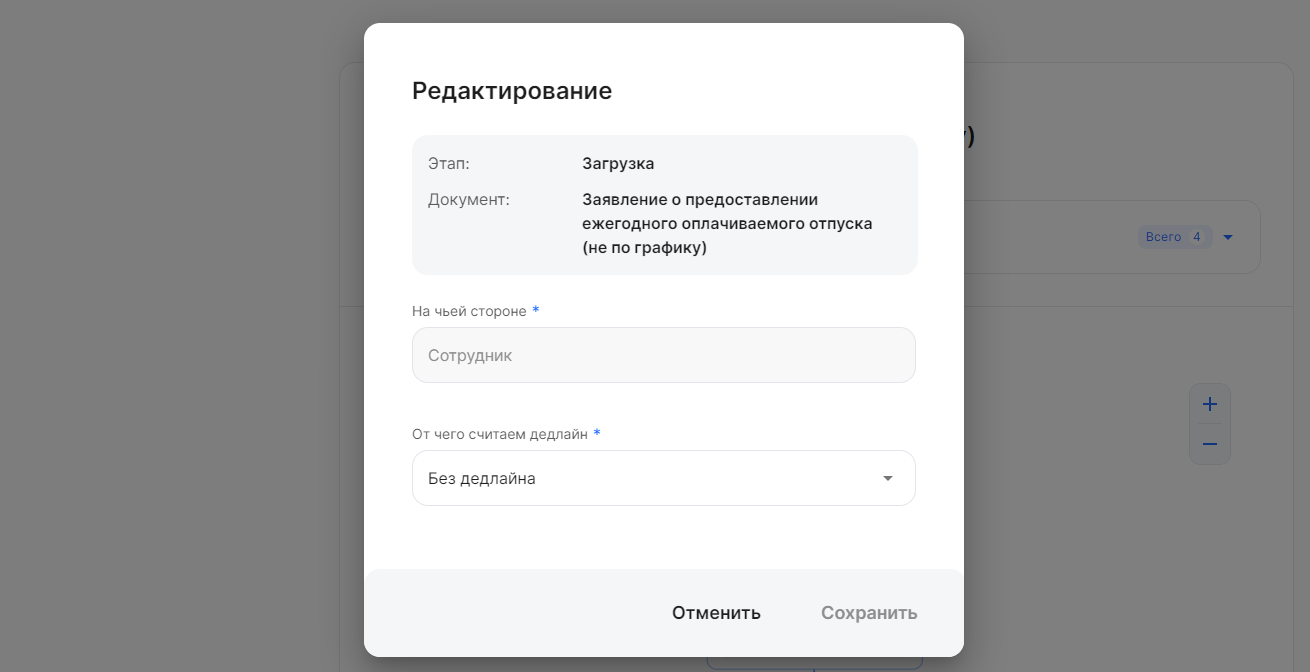 Редактирование
Этап: Загрузка
Документ: Заявление о предоставлении
ежегодного оплачиваемого отпуска
(не по графику)
На чьей стороне *
Сотрудник
От чего считаем дедлайн *
Без дедлайна
Отменить Сохранить
Всего 4